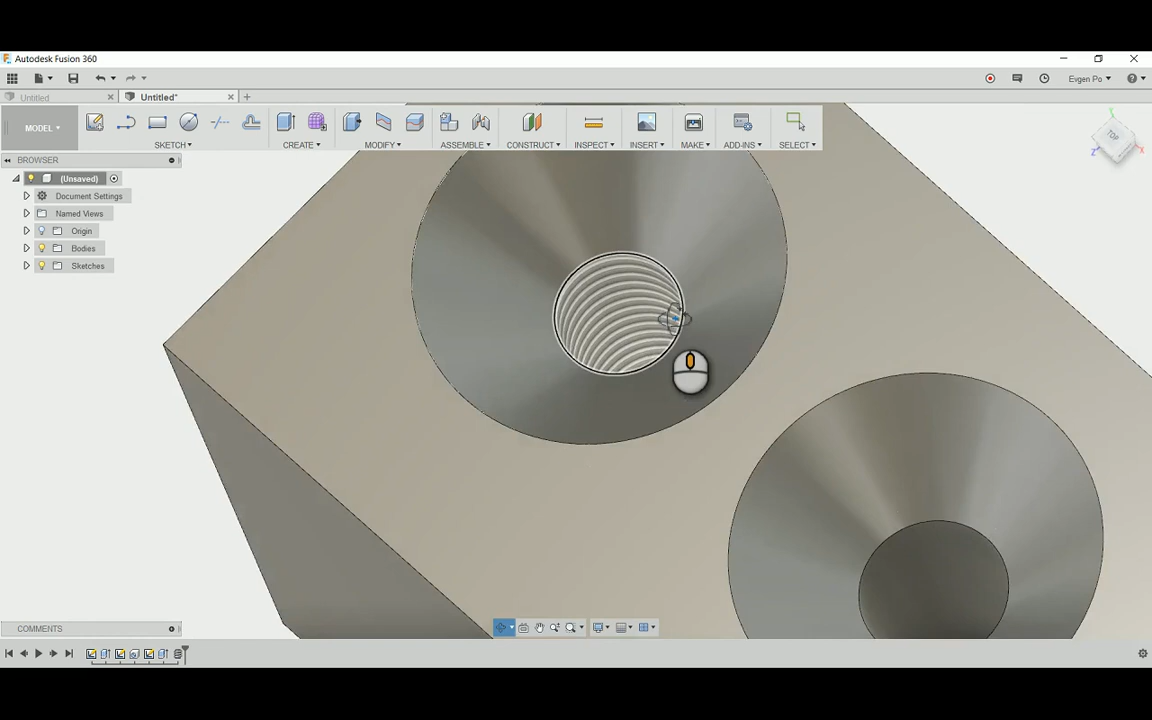 Autodesk Fusion 360
Evgen Po
Untitled
Untitled*
MODEL
SKETCH
CREATE
MODIFY
ASSEMBLE
CONSTRUCT
INSPECT
INSERT
MAKE
ADD-INS
SELECT
BROWSER
(Unsaved)
Document Settings
Named Views
Origin
Bodies
Sketches
Y
TOP
Z
X
COMMENTS